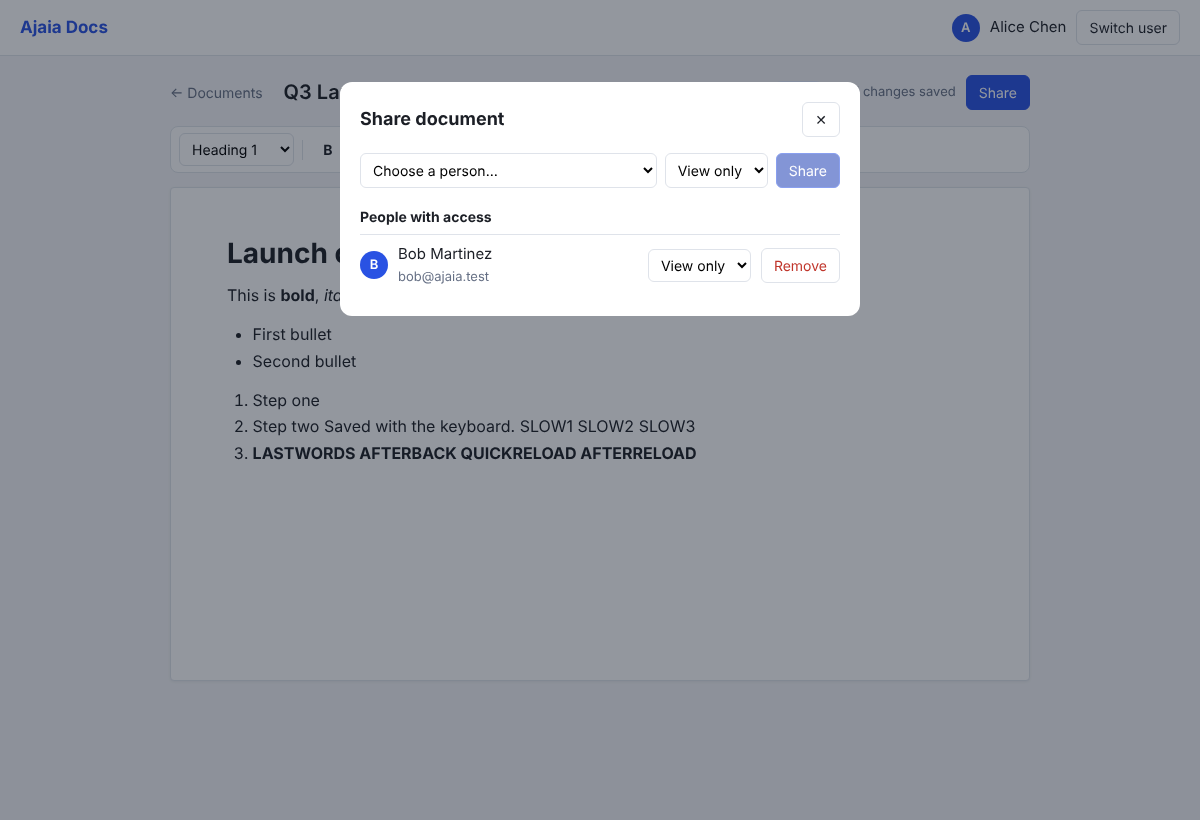 Ajaia Docs
A Alice Chen Switch user
← Documents Q3 La changes saved Share
Heading 1 B
Share document ×
Choose a person... View only Share
People with access
B Bob Martinez View only Remove
bob@ajaia.test
Launch
This is bold,
• First bullet
• Second bullet
1. Step one
2. Step two Saved with the keyboard. SLOW1 SLOW2 SLOW3
3. LASTWORDS AFTERBACK QUICKRELOAD AFTERRELOAD